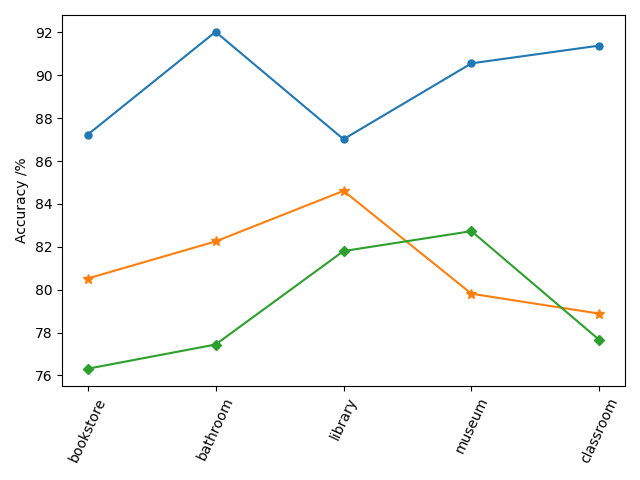 92
90
88
86
84
82
80
78
76
Accuracy /%
bookstore
bathroom
library
museum
classroom